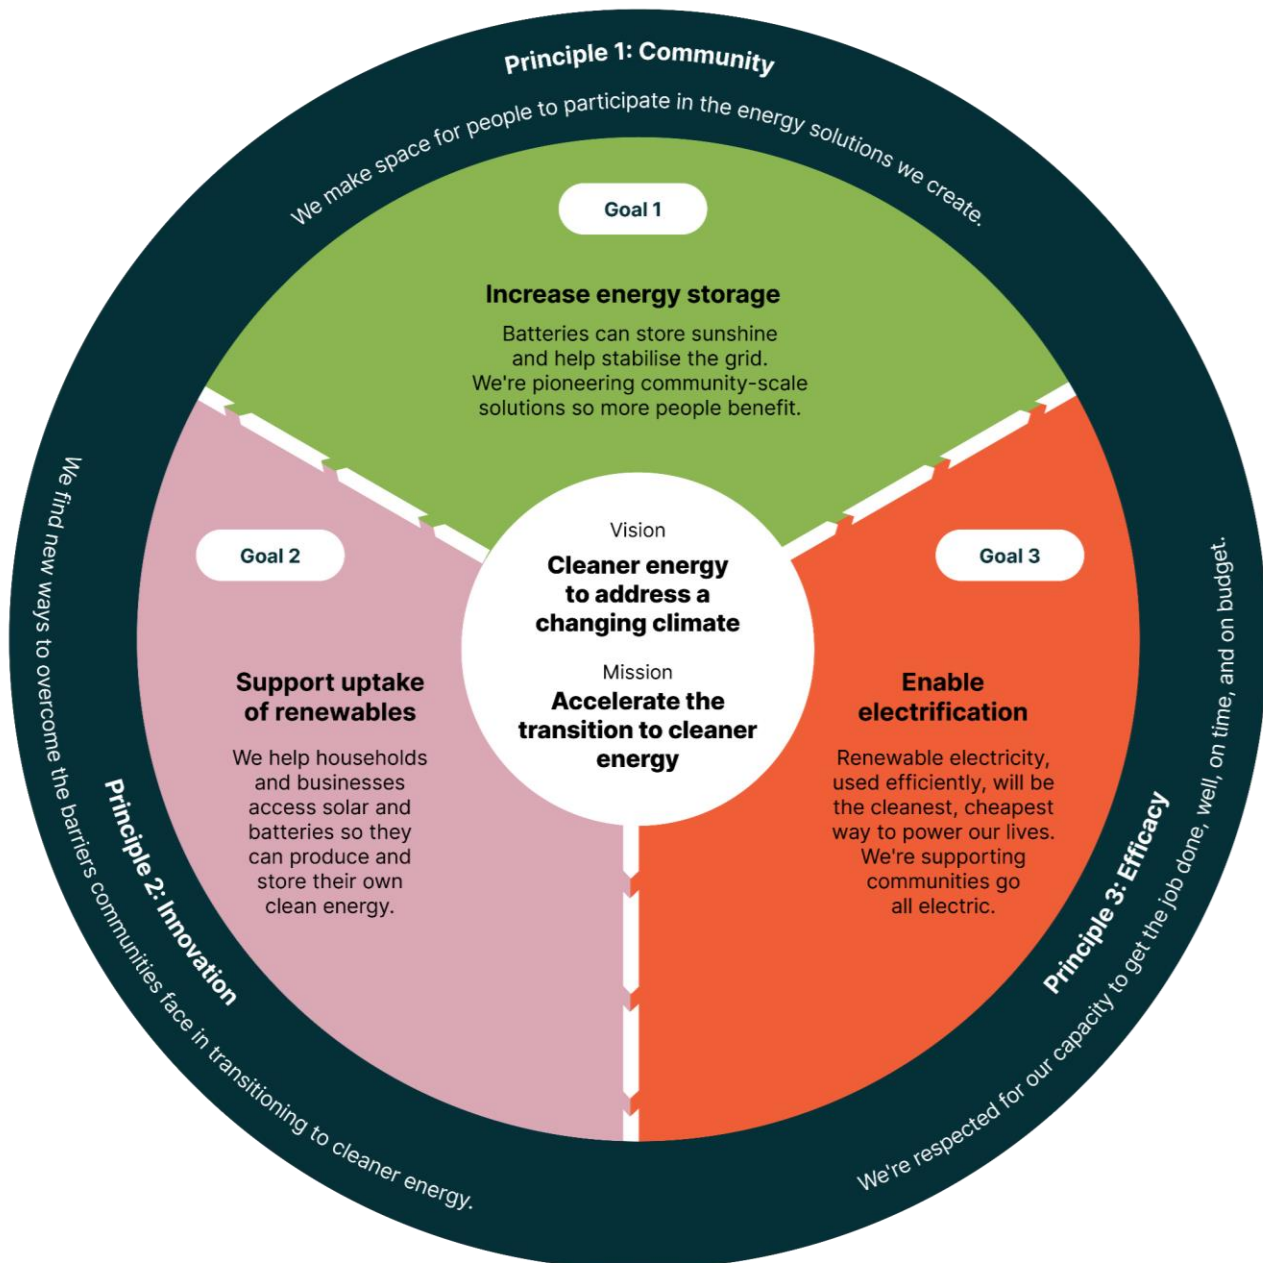 Principle 1: Community
We make space for people to participate in the energy solutions we create.
Goal 1
Increase energy storage
Batteries can store sunshine
and help stabilise the grid.
We're pioneering community-scale
solutions so more people benefit.
Vision
Cleaner energy
to address a
changing climate
Mission
Accelerate the
transition to cleaner
energy
Goal 2
Support uptake
of renewables
We help households
and businesses
access solar and
batteries so they
can produce and
store their own
clean energy.
Goal 3
Enable
electrification
Renewable electricity,
used efficiently, will be
the cleanest, cheapest
way to power our lives.
We're supporting
communities go
all electric.
Principle 2: Innovation
We find new ways to overcome the barriers communities face in transitioning to cleaner energy.
Principle 3: Efficacy
We're respected for our capacity to get the job done, well, on time, and on budget.